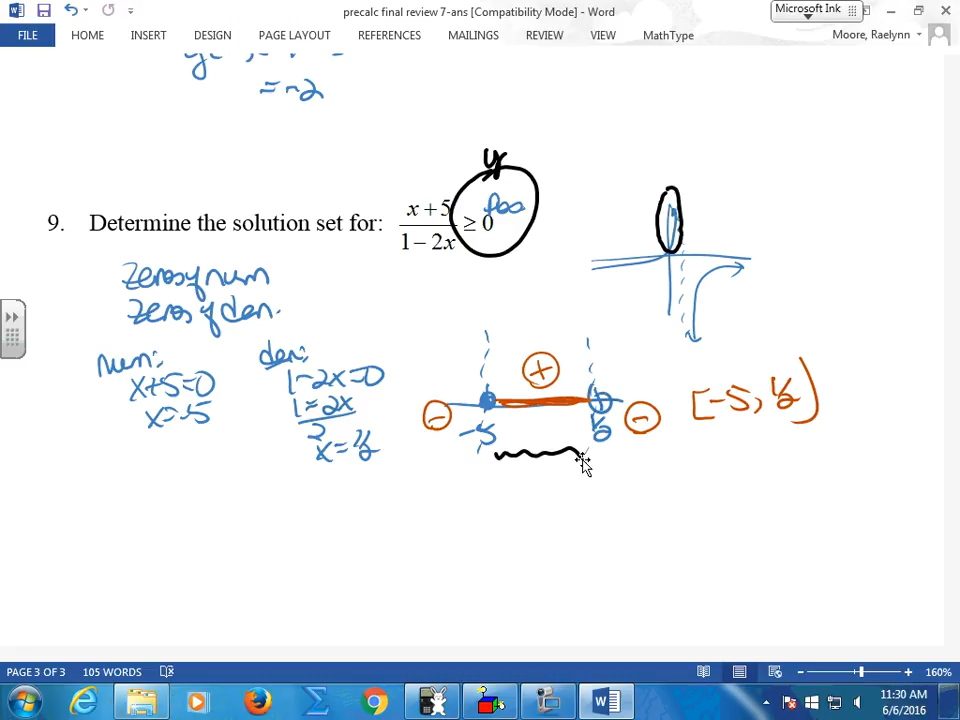 precalc final review 7-ans [Compatibility Mode] - Word
Microsoft Ink
FILE HOME INSERT DESIGN PAGE LAYOUT REFERENCES MAILINGS REVIEW VIEW MathType Moore, Raelynn
= -2
y
pos
9. Determine the solution set for: (x + 5)/(1 − 2x) ≥ 0
zeros of num
zeros of den.
num:
x+5=0
x=-5
den:
1-2x=0
1=2x
2
x=1/2
+
- -
-5 1/2
[-5, 1/2)
PAGE 3 OF 3 105 WORDS 160%
11:30 AM
6/6/2016